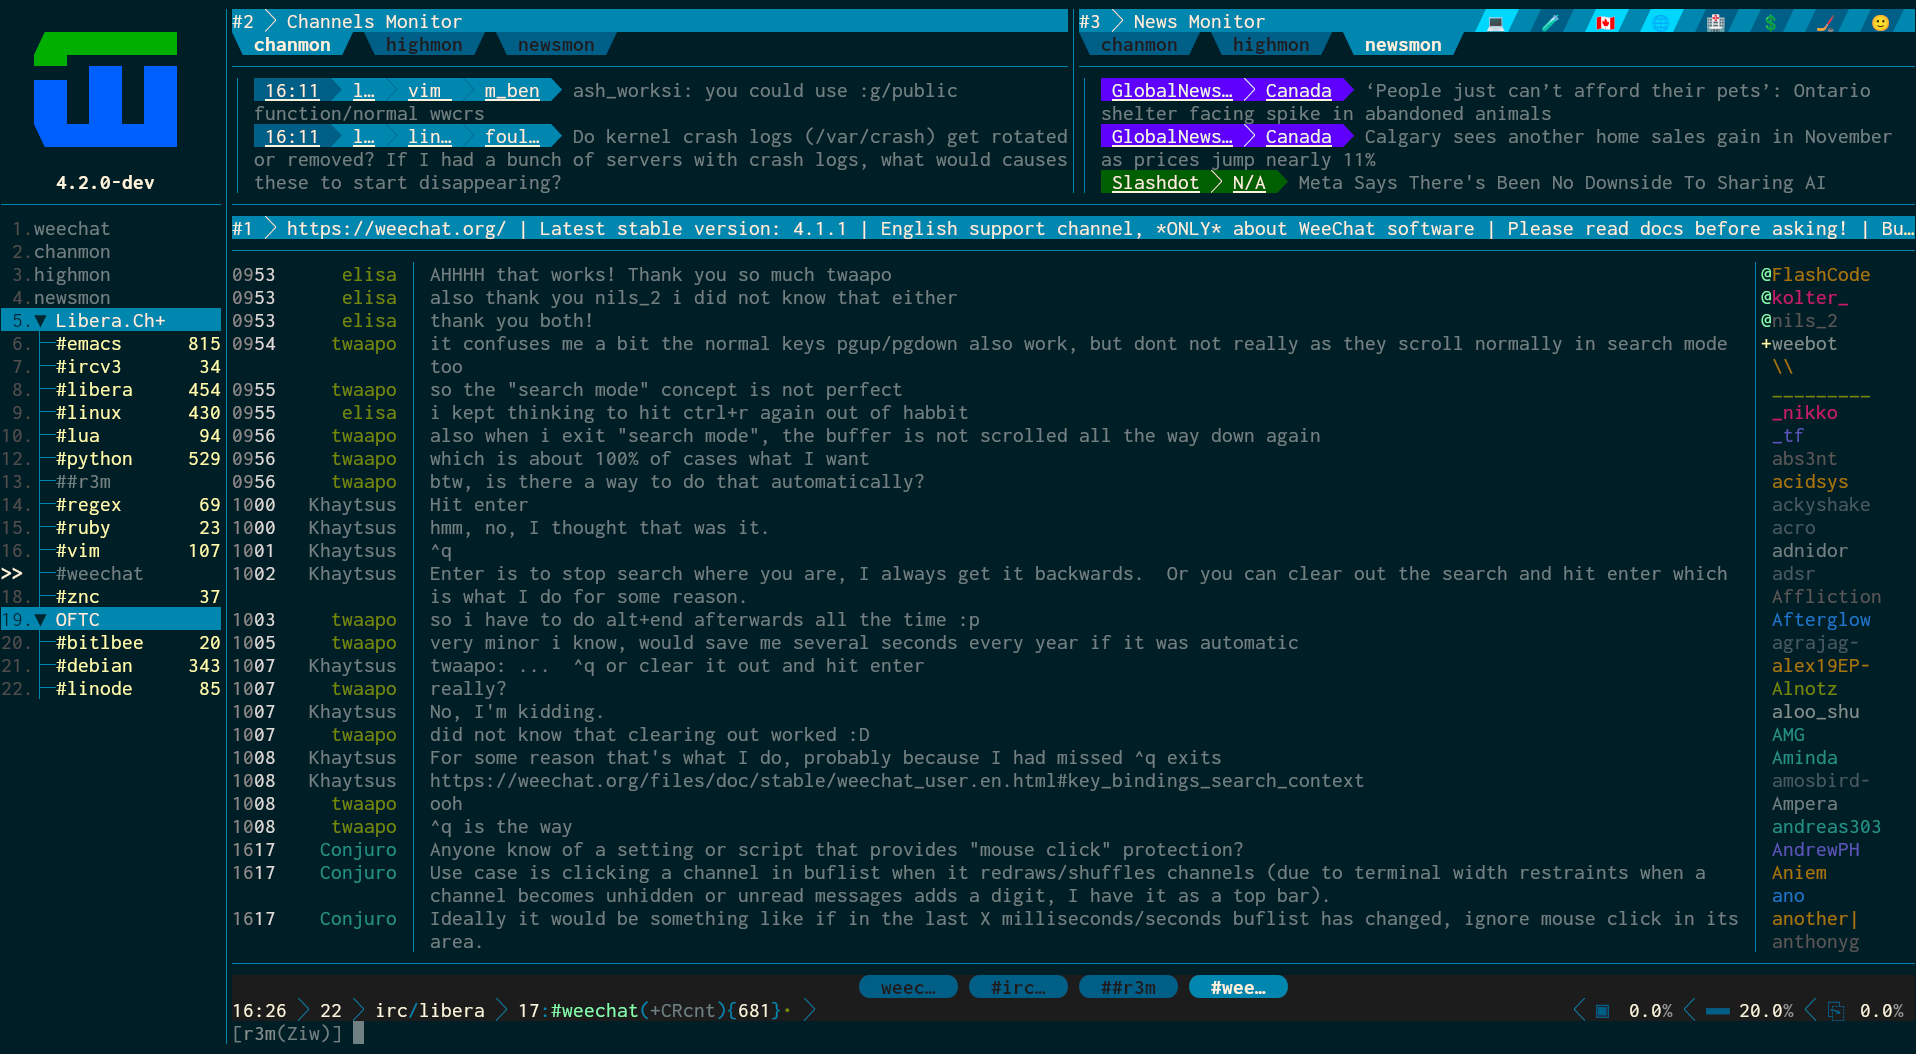 4.2.0-dev
1.weechat
2.chanmon
3.highmon
4.newsmon
5.▼ Libera.Ch+
6. #emacs 815
7. #ircv3 34
8. #libera 454
9. #linux 430
10. #lua 94
12. #python 529
13. ##r3m
14. #regex 69
15. #ruby 23
16. #vim 107
>> #weechat
18. #znc 37
19.▼ OFTC
20. #bitlbee 20
21. #debian 343
22. #linode 85
#2 Channels Monitor
chanmon highmon newsmon
16:11 l… vim m_ben ash_worksi: you could use :g/public
function/normal wwcrs
16:11 l… lin… foul… Do kernel crash logs (/var/crash) get rotated
or removed? If I had a bunch of servers with crash logs, what would causes
these to start disappearing?
#3 News Monitor
chanmon highmon newsmon
GlobalNews… Canada ‘People just can’t afford their pets’: Ontario
shelter facing spike in abandoned animals
GlobalNews… Canada Calgary sees another home sales gain in November
as prices jump nearly 11%
Slashdot N/A Meta Says There's Been No Downside To Sharing AI
#1 https://weechat.org/ | Latest stable version: 4.1.1 | English support channel, *ONLY* about WeeChat software | Please read docs before asking! | Bu…
0953 elisa AHHHH that works! Thank you so much twaapo
0953 elisa also thank you nils_2 i did not know that either
0953 elisa thank you both!
0954 twaapo it confuses me a bit the normal keys pgup/pgdown also work, but dont not really as they scroll normally in search mode
too
0955 twaapo so the "search mode" concept is not perfect
0955 elisa i kept thinking to hit ctrl+r again out of habbit
0956 twaapo also when i exit "search mode", the buffer is not scrolled all the way down again
0956 twaapo which is about 100% of cases what I want
0956 twaapo btw, is there a way to do that automatically?
1000 Khaytsus Hit enter
1000 Khaytsus hmm, no, I thought that was it.
1001 Khaytsus ^q
1002 Khaytsus Enter is to stop search where you are, I always get it backwards.  Or you can clear out the search and hit enter which
is what I do for some reason.
1003 twaapo so i have to do alt+end afterwards all the time :p
1005 twaapo very minor i know, would save me several seconds every year if it was automatic
1007 Khaytsus twaapo: ...  ^q or clear it out and hit enter
1007 twaapo really?
1007 Khaytsus No, I'm kidding.
1007 twaapo did not know that clearing out worked :D
1008 Khaytsus For some reason that's what I do, probably because I had missed ^q exits
1008 Khaytsus https://weechat.org/files/doc/stable/weechat_user.en.html#key_bindings_search_context
1008 twaapo ooh
1008 twaapo ^q is the way
1617 Conjuro Anyone know of a setting or script that provides "mouse click" protection?
1617 Conjuro Use case is clicking a channel in buflist when it redraws/shuffles channels (due to terminal width restraints when a
channel becomes unhidden or unread messages adds a digit, I have it as a top bar).
1617 Conjuro Ideally it would be something like if in the last X milliseconds/seconds buflist has changed, ignore mouse click in its
area.
@FlashCode
@kolter_
@nils_2
+weebot
\\
_________
_nikko
_tf
abs3nt
acidsys
ackyshake
acro
adnidor
adsr
Affliction
Afterglow
agrajag-
alex19EP-
Alnotz
aloo_shu
AMG
Aminda
amosbird-
Ampera
andreas303
AndrewPH
Aniem
ano
another|
anthonyg
weec… #irc… ##r3m #wee…
16:26 22 irc/libera 17:#weechat(+CRcnt){681}· 0.0% 20.0% 0.0%
[r3m(Ziw)]